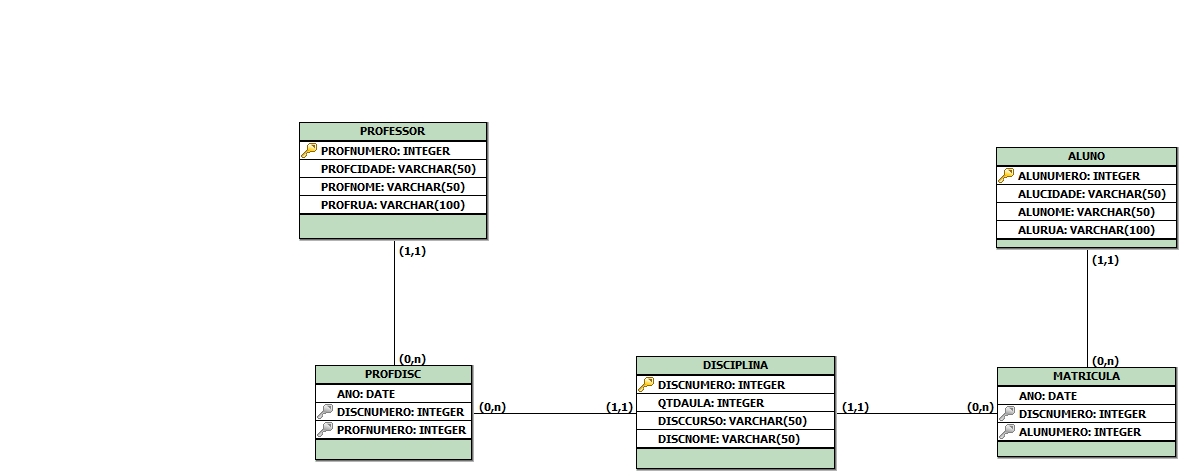 PROFESSOR
PROFNUMERO: INTEGER
PROFCIDADE: VARCHAR(50)
PROFNOME: VARCHAR(50)
PROFRUA: VARCHAR(100)
(1,1)
(0,n)
PROFDISC
ANO: DATE
DISCNUMERO: INTEGER
PROFNUMERO: INTEGER
(0,n)
(1,1)
DISCIPLINA
DISCNUMERO: INTEGER
QTDAULA: INTEGER
DISCCURSO: VARCHAR(50)
DISCNOME: VARCHAR(50)
(1,1)
(0,n)
ALUNO
ALUNUMERO: INTEGER
ALUCIDADE: VARCHAR(50)
ALUNOME: VARCHAR(50)
ALURUA: VARCHAR(100)
(1,1)
(0,n)
MATRICULA
ANO: DATE
DISCNUMERO: INTEGER
ALUNUMERO: INTEGER